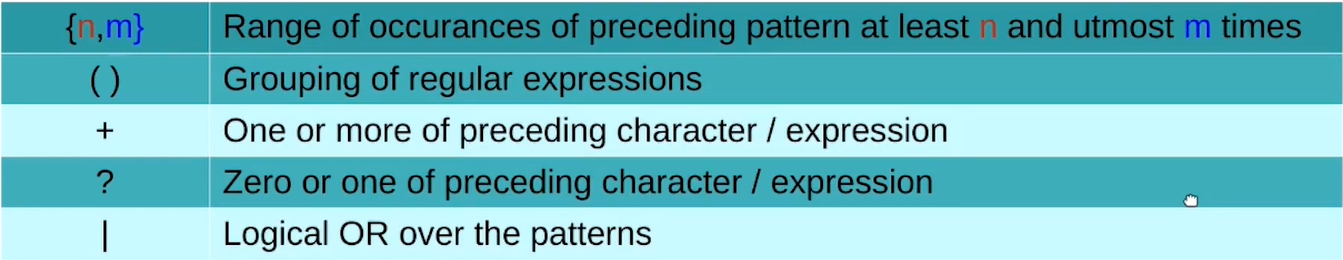 {n,m} Range of occurances of preceding pattern at least n and utmost m times
( ) Grouping of regular expressions
+ One or more of preceding character / expression
? Zero or one of preceding character / expression
| Logical OR over the patterns